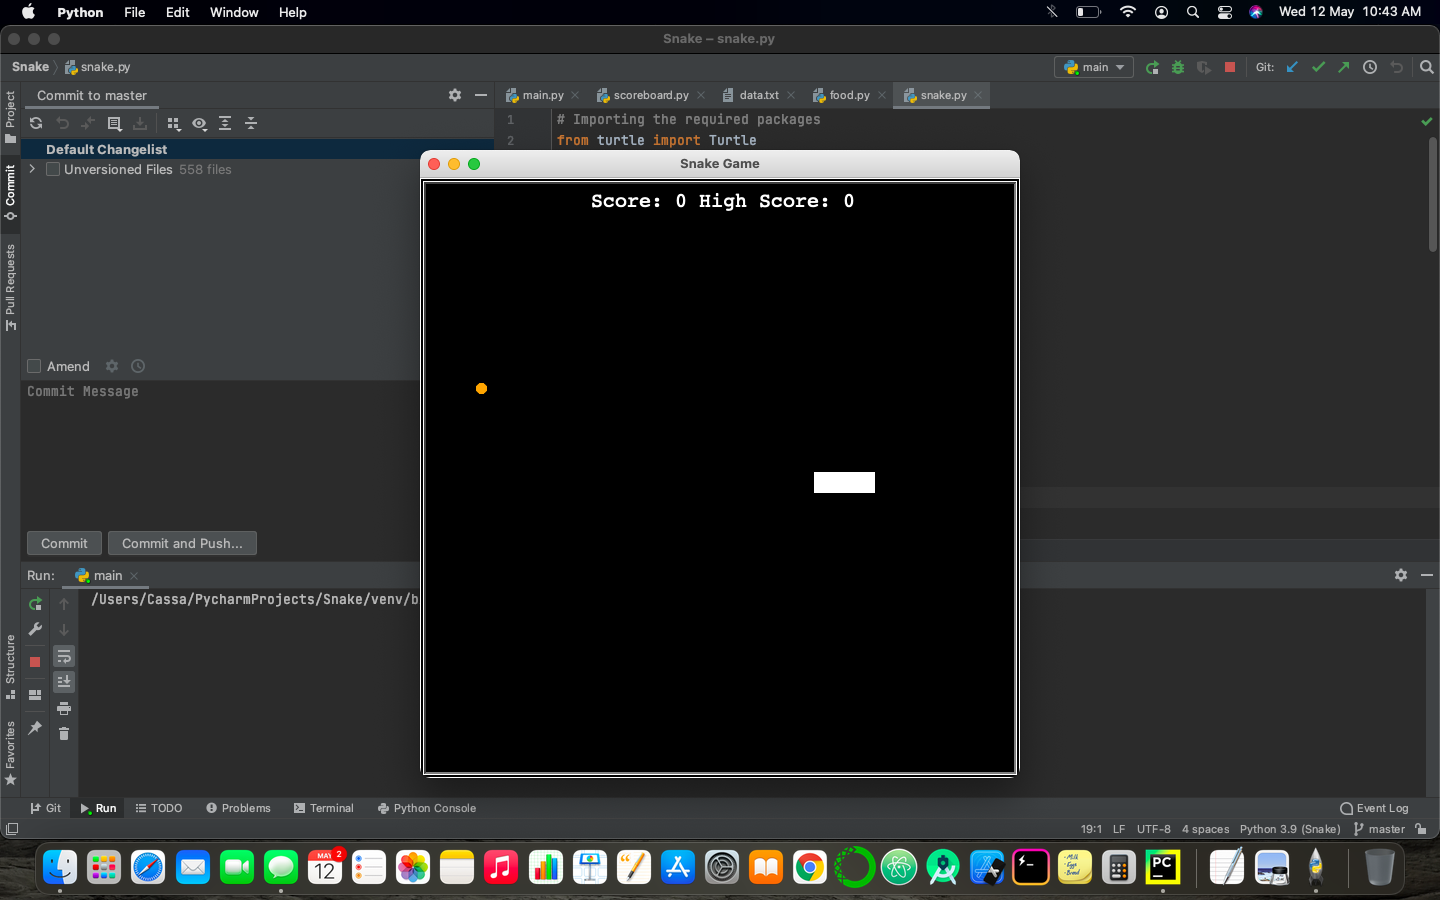 Python File Edit Window Help Wed 12 May 10:43 AM
Snake – snake.py
Snake snake.py main Git:
Project
Commit to master
main.py scoreboard.py data.txt food.py snake.py
1 # Importing the required packages
2 from turtle import Turtle
Default Changelist
Unversioned Files 558 files
Commit
Pull Requests
Snake Game
Score: 0 High Score: 0
Amend
Commit Message
Commit Commit and Push...
Run: main
/Users/Cassa/PycharmProjects/Snake/venv/b
Structure
Favorites
Git Run TODO Problems Terminal Python Console Event Log
19:1 LF UTF-8 4 spaces Python 3.9 (Snake) master
MAY
2
12
PC